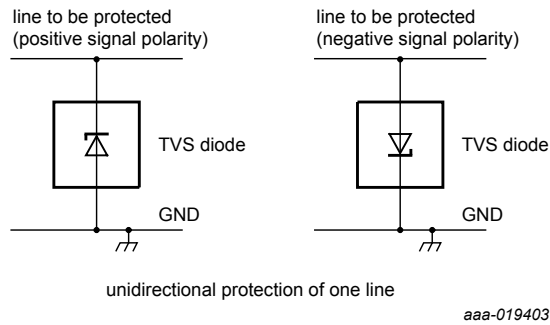 line to be protected
(positive signal polarity)
line to be protected
(negative signal polarity)
TVS diode
TVS diode
GND
GND
unidirectional protection of one line
aaa-019403